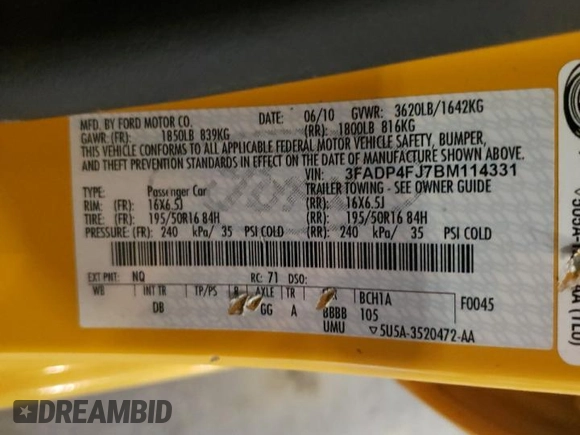 MFD. BY FORD MOTOR CO. DATE: 06/10 GVWR: 3620LB/1642KG
GAWR: (FR): 1850LB 839KG (RR): 1800LB 816KG
THIS VEHICLE CONFORMS TO ALL APPLICABLE FEDERAL MOTOR VEHICLE SAFETY, BUMPER,
AND THEFT PREVENTION STANDARDS IN EFFECT ON THE DATE OF MANUFACTURE SHOWN ABOVE.
VIN: 3FADP4FJ7BM114331
TYPE: Passenger Car TRAILER TOWING - SEE OWNER GUIDE
RIM: (FR): 16X6.5J (RR): 16X6.5J
TIRE: (FR): 195/50R16 84H (RR): 195/50R16 84H
PRESSURE: (FR): 240 kPa/ 35 PSI COLD (RR): 240 kPa/ 35 PSI COLD
EXT PNT: NQ RC: 71 DSO:
WB INT TR TP/PS R AXLE TR BCH1A F0045
DB GG A BBBB 105
UMU 5U5A-3520472-AA
DREAMBID